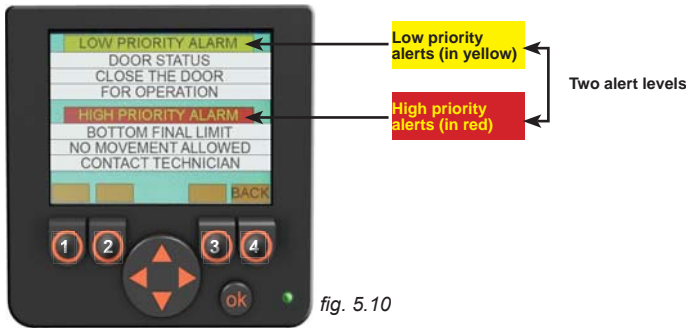 LOW PRIORITY ALARM
DOOR STATUS
CLOSE THE DOOR
FOR OPERATION
HIGH PRIORITY ALARM
BOTTOM FINAL LIMIT
NO MOVEMENT ALLOWED
CONTACT TECHNICIAN
BACK
1 2 3 4
ok
Low priority
alerts (in yellow)
High priority
alerts (in red)
Two alert levels
fig. 5.10